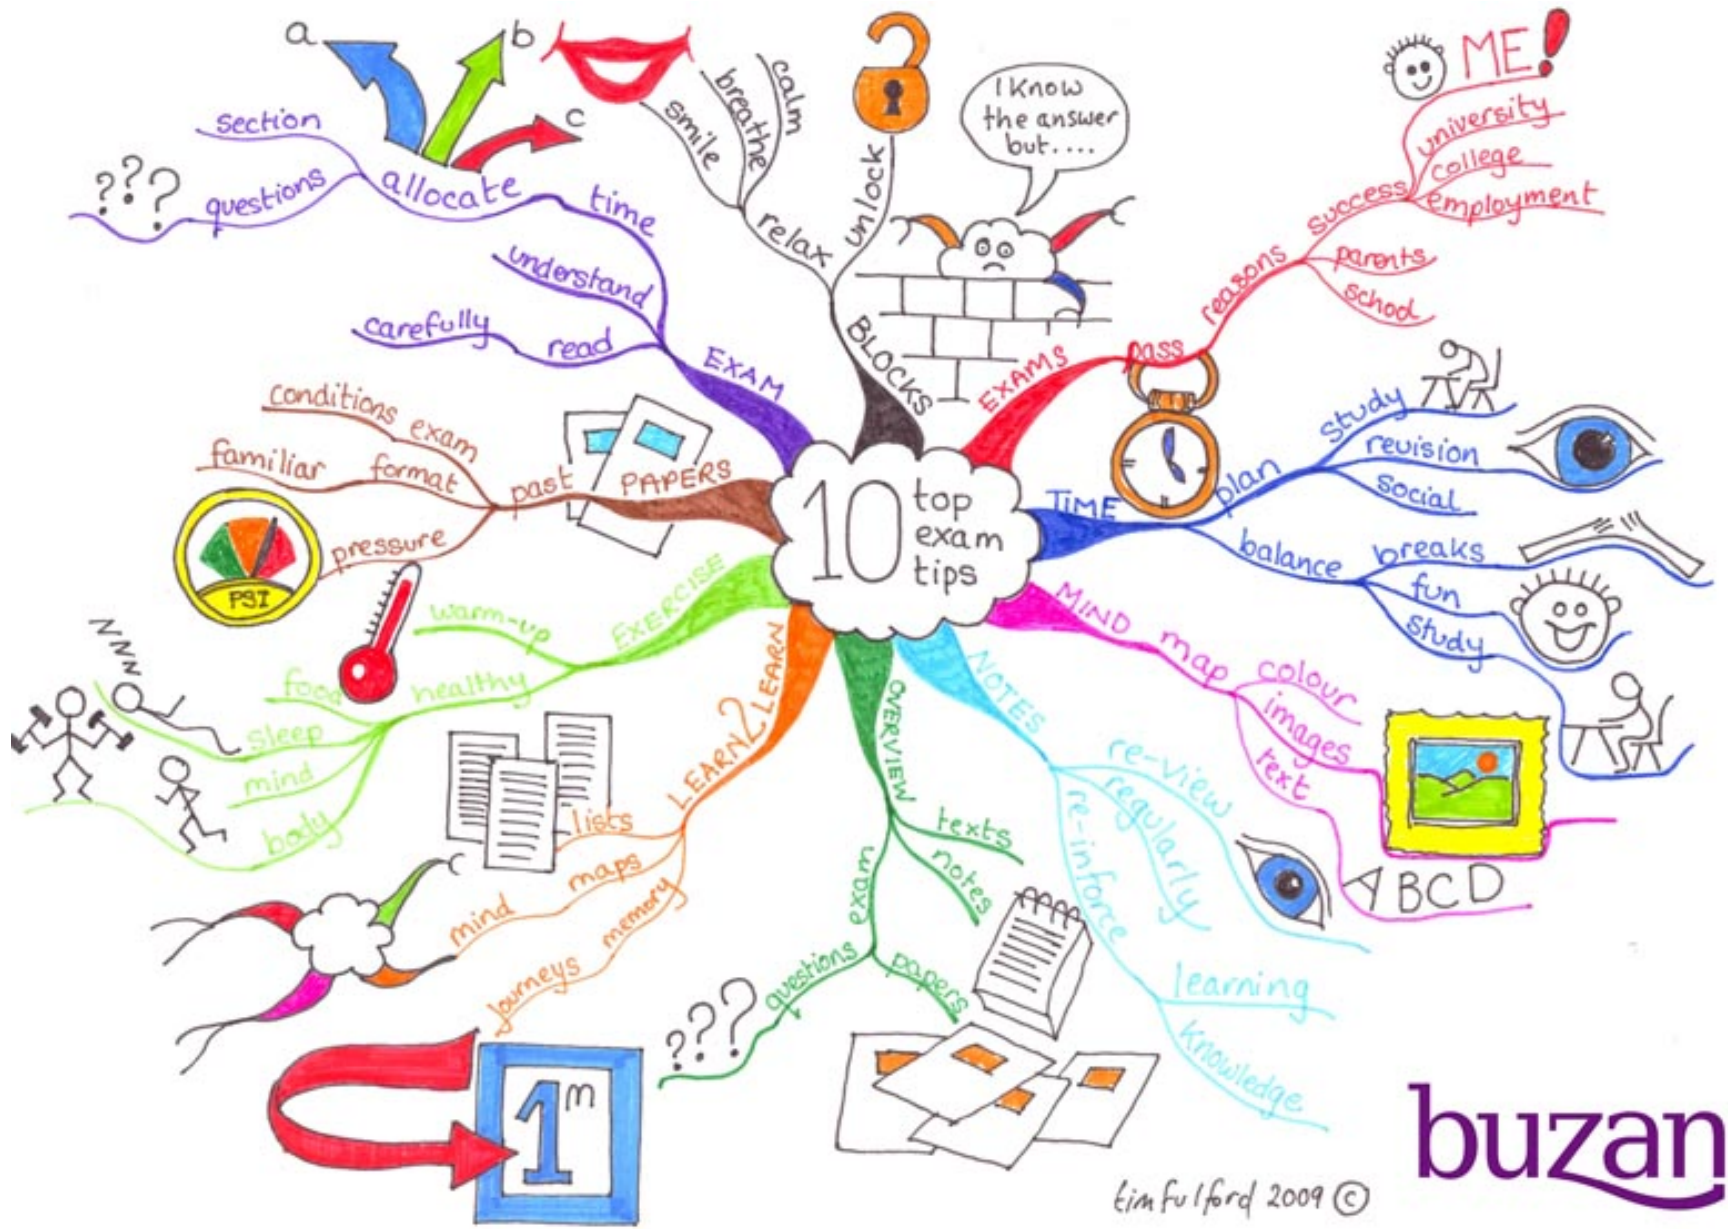 10
top
exam
tips
EXAMS
pass
reasons
success
ME!
university
college
employment
parents
school
TIME
plan
study
revision
social
balance
breaks
fun
study
MIND map
colour
images
text
ABCD
NOTES
re-view
regularly
re-inforce
learning
knowledge
OVERVIEW
texts
notes
exam
papers
questions
???
LEARN 2 LEARN
lists
maps
mind
memory
journeys
1m
EXERCISE
warm-up
healthy
food
sleep
mind
body
NNNN
PAPERS
past
exam
conditions
format
familiar
pressure
PSI
EXAM
read
carefully
understand
time
allocate
section
questions
???
a
b
c
BLOCKS
relax
smile
breathe
calm
unlock
I know
the answer
but....
timfulford 2009 ©
buzan